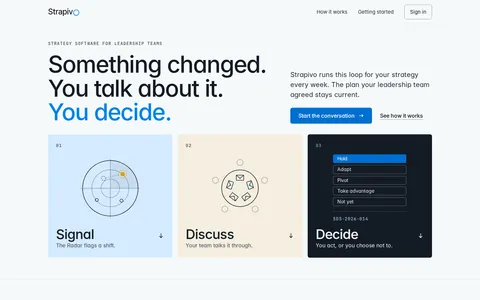 Strapivo
How it works
Getting started
Sign in
STRATEGY SOFTWARE FOR LEADERSHIP TEAMS
Something changed.
You talk about it.
You decide.
Strapivo runs this loop for your strategy
every week. The plan your leadership team
agreed stays current.
Start the conversation →
See how it works
01
Signal
↓
The Radar flags a shift.
02
Discuss
↓
Your team talks it through.
03
Hold
Adapt
Pivot
Take advantage
Not yet
SDS-2026-014
Decide
↓
You act, or you choose not to.